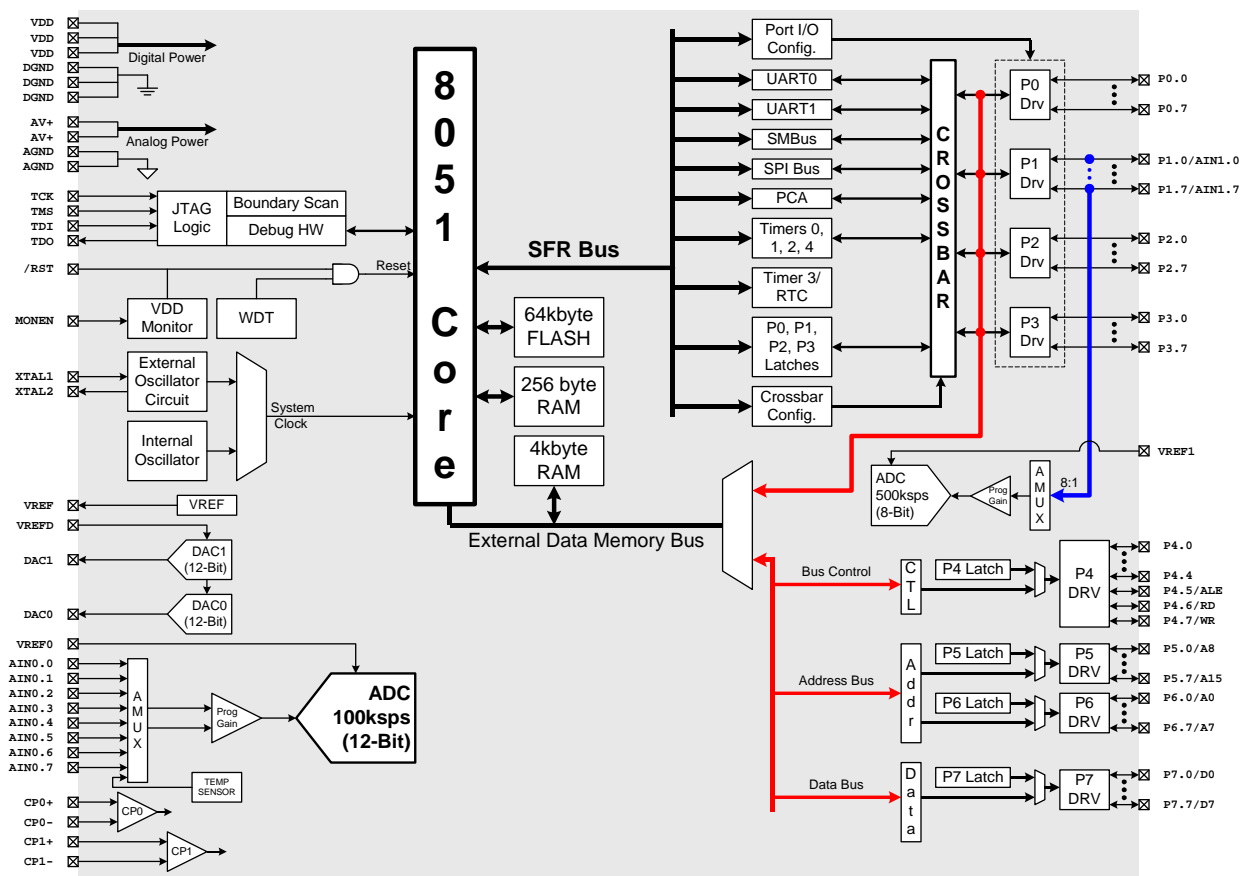 VDD
VDD
VDD
Digital Power
DGND
DGND
DGND
AV+
AV+
Analog Power
AGND
AGND
TCK
TMS
TDI
TDO
JTAG
Logic
Boundary Scan
Debug HW
/RST
Reset
VDD
Monitor
WDT
MONEN
XTAL1
XTAL2
External
Oscillator
Circuit
Internal
Oscillator
System
Clock
VREF
VREF
VREFD
DAC1
DAC1
(12-Bit)
DAC0
DAC0
(12-Bit)
VREF0
AIN0.0
AIN0.1
AIN0.2
AIN0.3
AIN0.4
AIN0.5
AIN0.6
AIN0.7
A
M
U
X
Prog
Gain
ADC
100ksps
(12-Bit)
TEMP
SENSOR
CP0+
CP0-
CP0
CP1+
CP1-
CP1
8
0
5
1
C
o
r
e
SFR Bus
64kbyte
FLASH
256 byte
RAM
4kbyte
RAM
External Data Memory Bus
Port I/O
Config.
UART0
UART1
SMBus
SPI Bus
PCA
Timers 0,
1, 2, 4
Timer 3/
RTC
P0, P1,
P2, P3
Latches
Crossbar
Config.
C
R
O
S
S
B
A
R
P0
Drv
P1
Drv
P2
Drv
P3
Drv
P0.0
P0.7
P1.0/AIN1.0
P1.7/AIN1.7
P2.0
P2.7
P3.0
P3.7
VREF1
ADC
500ksps
(8-Bit)
Prog
Gain
A
M
U
X
8:1
Bus Control
C
T
L
P4 Latch
P4
DRV
P4.0
P4.4
P4.5/ALE
P4.6/RD
P4.7/WR
Address Bus
A
d
d
r
P5 Latch
P5
DRV
P5.0/A8
P5.7/A15
P6 Latch
P6
DRV
P6.0/A0
P6.7/A7
Data Bus
D
a
t
a
P7 Latch
P7
DRV
P7.0/D0
P7.7/D7